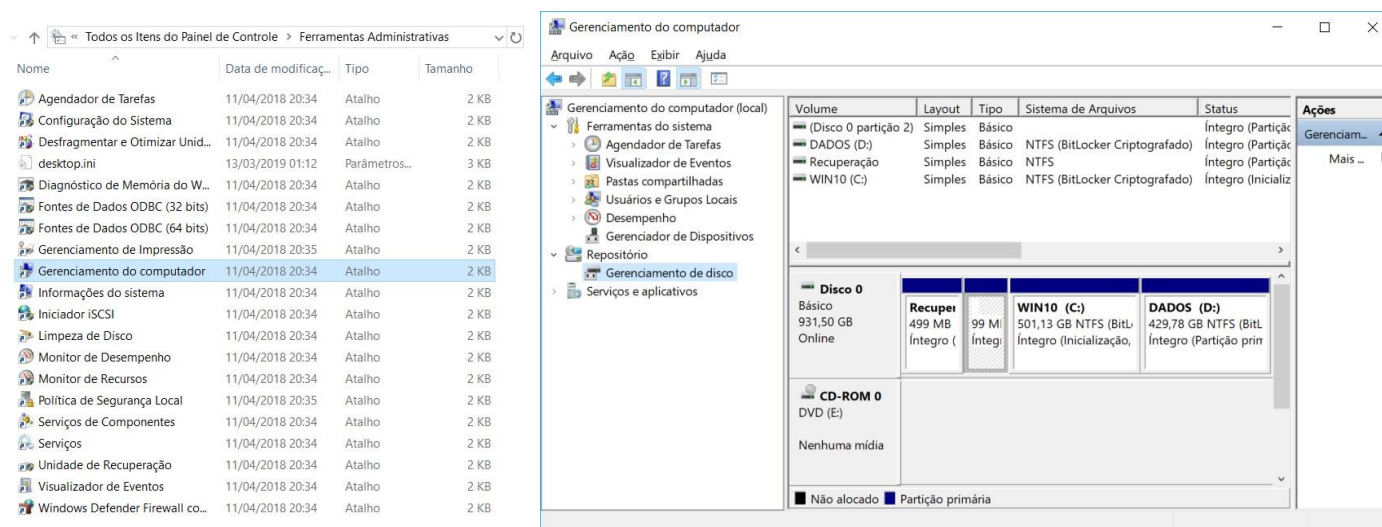 « Todos os Itens do Painel de Controle > Ferramentas Administrativas
Nome Data de modificaç... Tipo Tamanho
Agendador de Tarefas 11/04/2018 20:34 Atalho 2 KB
Configuração do Sistema 11/04/2018 20:34 Atalho 2 KB
Desfragmentar e Otimizar Unid... 11/04/2018 20:34 Atalho 2 KB
desktop.ini 13/03/2019 01:12 Parâmetros... 3 KB
Diagnóstico de Memória do W... 11/04/2018 20:34 Atalho 2 KB
Fontes de Dados ODBC (32 bits) 11/04/2018 20:34 Atalho 2 KB
Fontes de Dados ODBC (64 bits) 11/04/2018 20:34 Atalho 2 KB
Gerenciamento de Impressão 11/04/2018 20:35 Atalho 2 KB
Gerenciamento do computador 11/04/2018 20:34 Atalho 2 KB
Informações do sistema 11/04/2018 20:34 Atalho 2 KB
Iniciador iSCSI 11/04/2018 20:34 Atalho 2 KB
Limpeza de Disco 11/04/2018 20:34 Atalho 2 KB
Monitor de Desempenho 11/04/2018 20:34 Atalho 2 KB
Monitor de Recursos 11/04/2018 20:34 Atalho 2 KB
Política de Segurança Local 11/04/2018 20:35 Atalho 2 KB
Serviços de Componentes 11/04/2018 20:34 Atalho 2 KB
Serviços 11/04/2018 20:34 Atalho 2 KB
Unidade de Recuperação 11/04/2018 20:34 Atalho 2 KB
Visualizador de Eventos 11/04/2018 20:34 Atalho 2 KB
Windows Defender Firewall co... 11/04/2018 20:34 Atalho 2 KB
Gerenciamento do computador
Arquivo Ação Exibir Ajuda
Gerenciamento do computador (local)
Ferramentas do sistema
Agendador de Tarefas
Visualizador de Eventos
Pastas compartilhadas
Usuários e Grupos Locais
Desempenho
Gerenciador de Dispositivos
Repositório
Gerenciamento de disco
Serviços e aplicativos
Volume Layout Tipo Sistema de Arquivos Status
(Disco 0 partição 2) Simples Básico Íntegro (Partiçã
DADOS (D:) Simples Básico NTFS (BitLocker Criptografado) Íntegro (Partiçã
Recuperação Simples Básico NTFS Íntegro (Partiçã
WIN10 (C:) Simples Básico NTFS (BitLocker Criptografado) Íntegro (Inicializ
Disco 0
Básico
931,50 GB
Online
Recuper
499 MB
Íntegro (
99 M
Íntegr
WIN10 (C:)
501,13 GB NTFS (BitL
Íntegro (Inicialização,
DADOS (D:)
429,78 GB NTFS (BitL
Íntegro (Partição prin
CD-ROM 0
DVD (E:)
Nenhuma mídia
Não alocado Partição primária
Ações
Gerenciam...
Mais ...